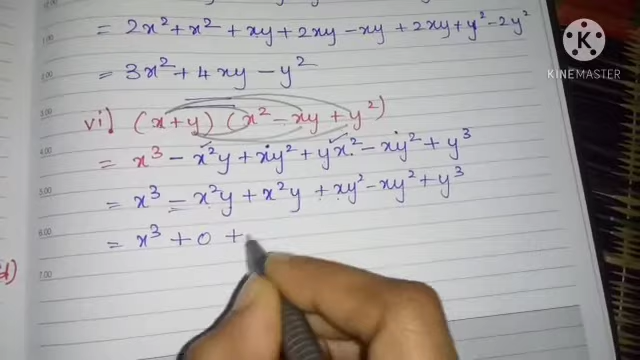 = 2x² + x² + xy + 2xy - xy + 2xy + y² - 2y²
= 3x² + 4xy - y²
KINEMASTER
vi) (x + y) (x² - xy + y²)
= x³ - x²y + xy² + yx² - xy² + y³
= x³ - x²y + x²y + xy² - xy² + y³
= x³ + 0 +
d)